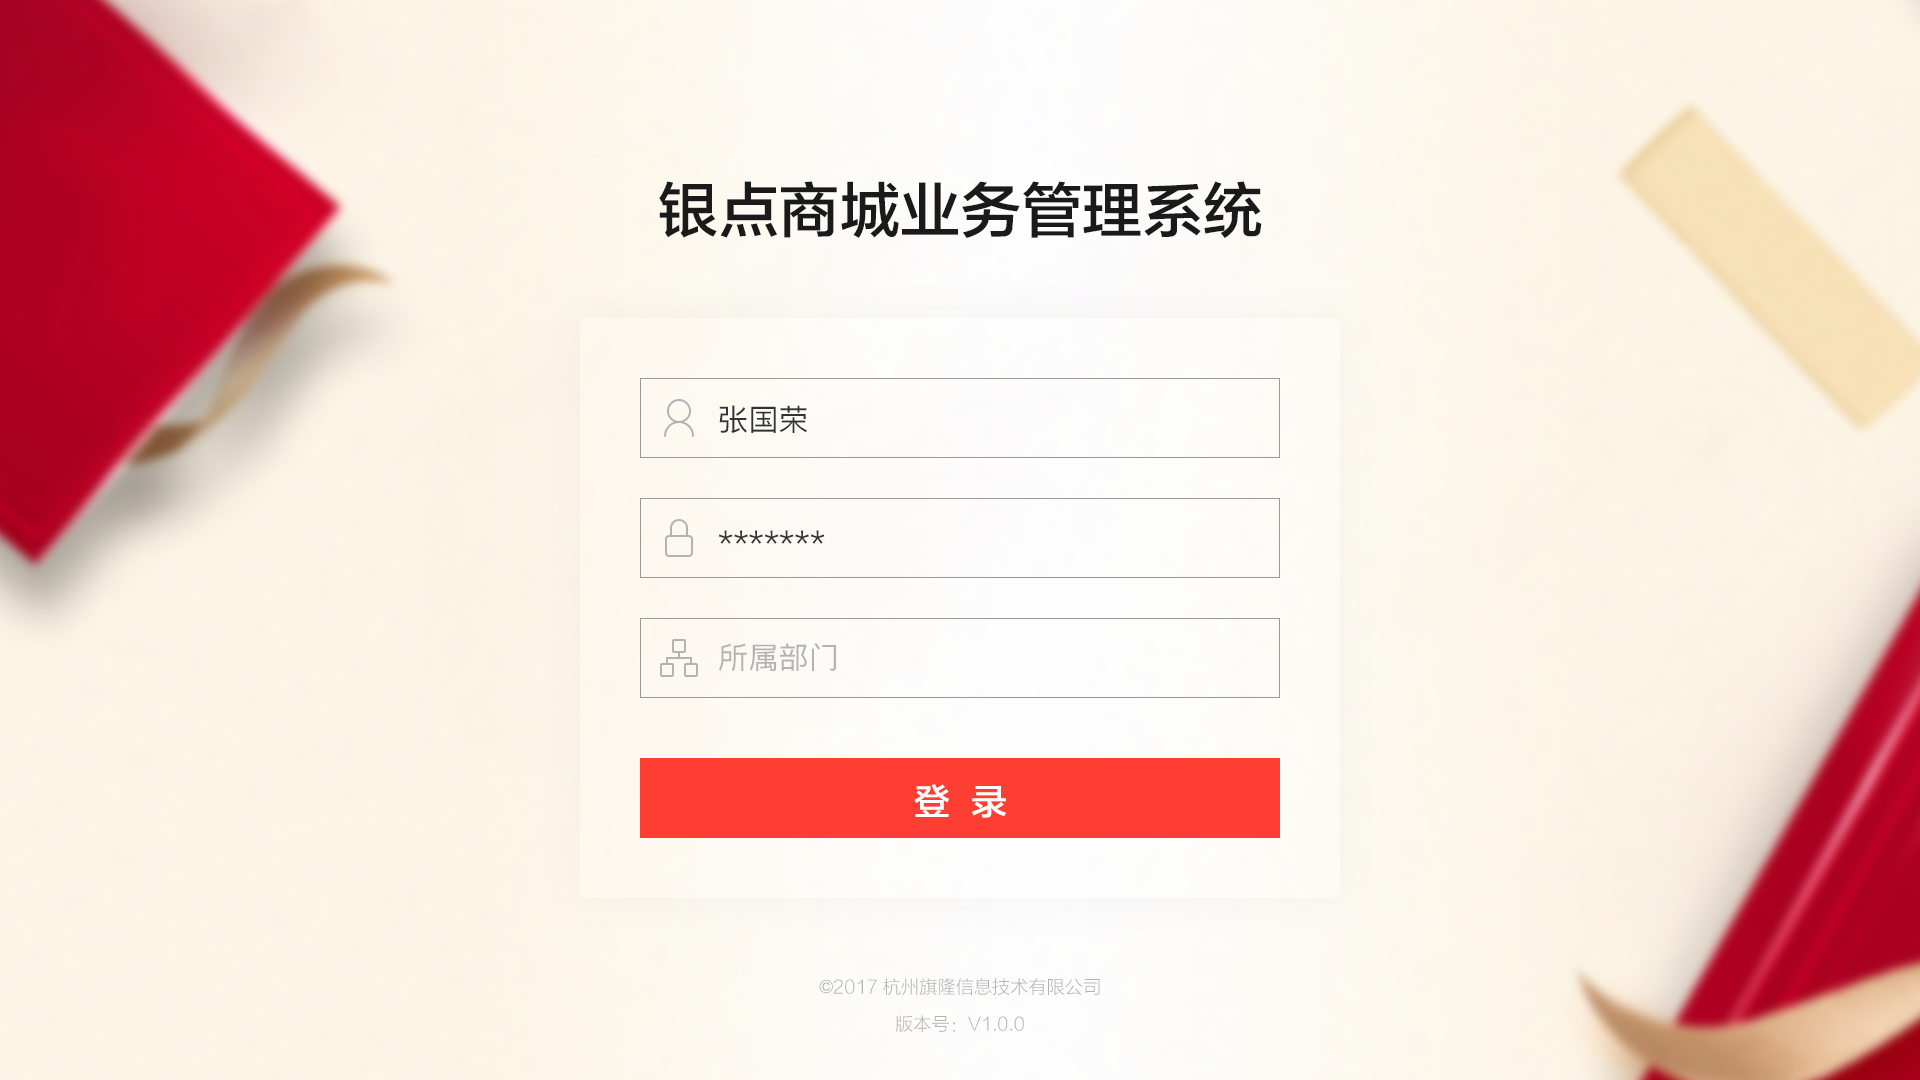 银点商城业务管理系统
张国荣
*******
所属部门
登 录
©2017 杭州旗隆信息技术有限公司
版本号：V1.0.0